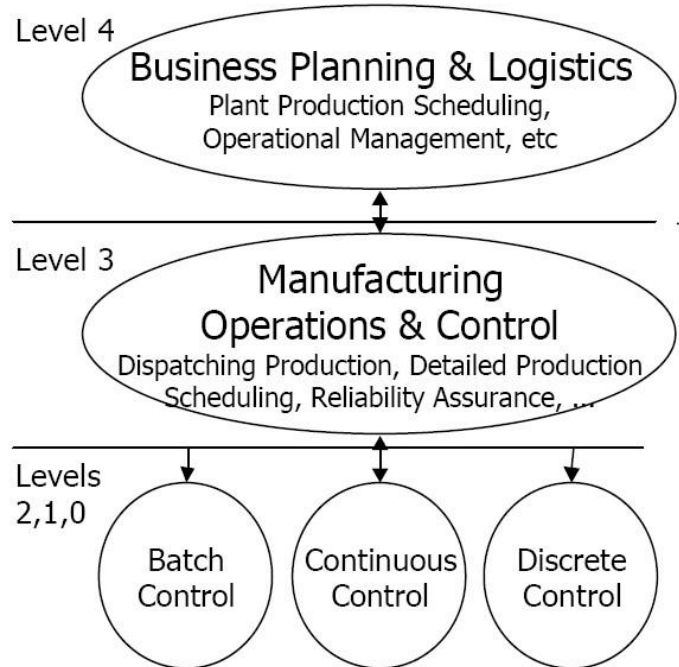 Level 4
Business Planning & Logistics
Plant Production Scheduling,
Operational Management, etc
Level 3
Manufacturing
Operations & Control
Dispatching Production, Detailed Production
Scheduling, Reliability Assurance, ...
Levels
2,1,0
Batch
Control
Continuous
Control
Discrete
Control